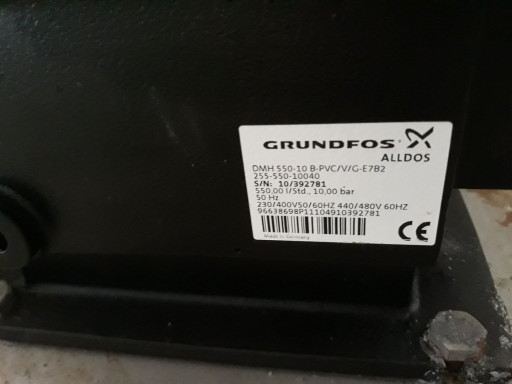 GRUNDFOS
ALLDOS
DMH 550-10 B-PVC/V/G-E7B2
255-550-10040
S/N: 10/392781
550,00 l/Std., 10,00 bar
50 Hz
230/400V50/60HZ 440/480V 60HZ
96638698P11104910392781
CE
Made in Germany